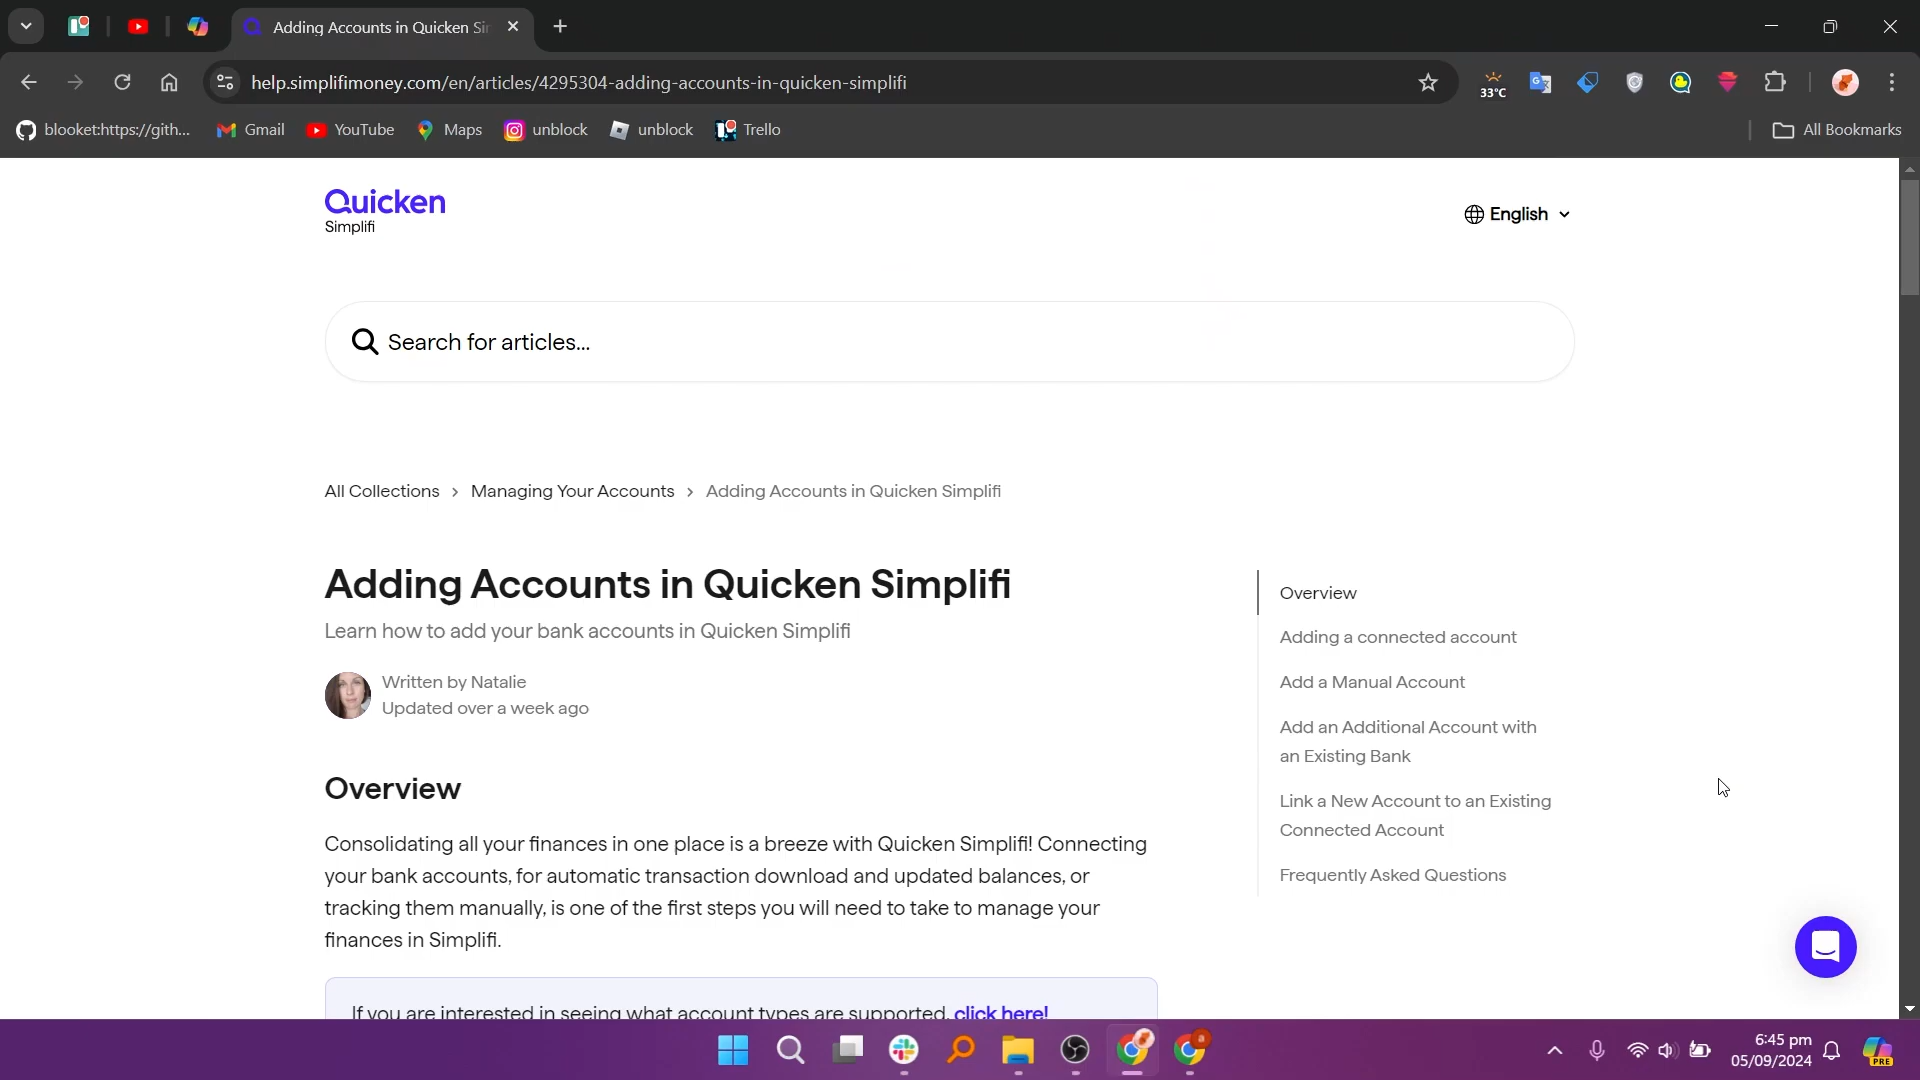 Adding Accounts in Quicken Sim
help.simplifimoney.com/en/articles/4295304-adding-accounts-in-quicken-simplifi
33°C
blooket:https://gith...
Gmail
YouTube
Maps
unblock
unblock
Trello
All Bookmarks
Quicken
Simplifi
English
Search for articles...
All Collections > Managing Your Accounts > Adding Accounts in Quicken Simplifi
Adding Accounts in Quicken Simplifi
Learn how to add your bank accounts in Quicken Simplifi
Written by Natalie
Updated over a week ago
Overview
Consolidating all your finances in one place is a breeze with Quicken Simplifi! Connecting
your bank accounts, for automatic transaction download and updated balances, or
tracking them manually, is one of the first steps you will need to take to manage your
finances in Simplifi.
If you are interested in seeing what account types are supported, click here!
Overview
Adding a connected account
Add a Manual Account
Add an Additional Account with
an Existing Bank
Link a New Account to an Existing
Connected Account
Frequently Asked Questions
6:45 pm
05/09/2024
PRE